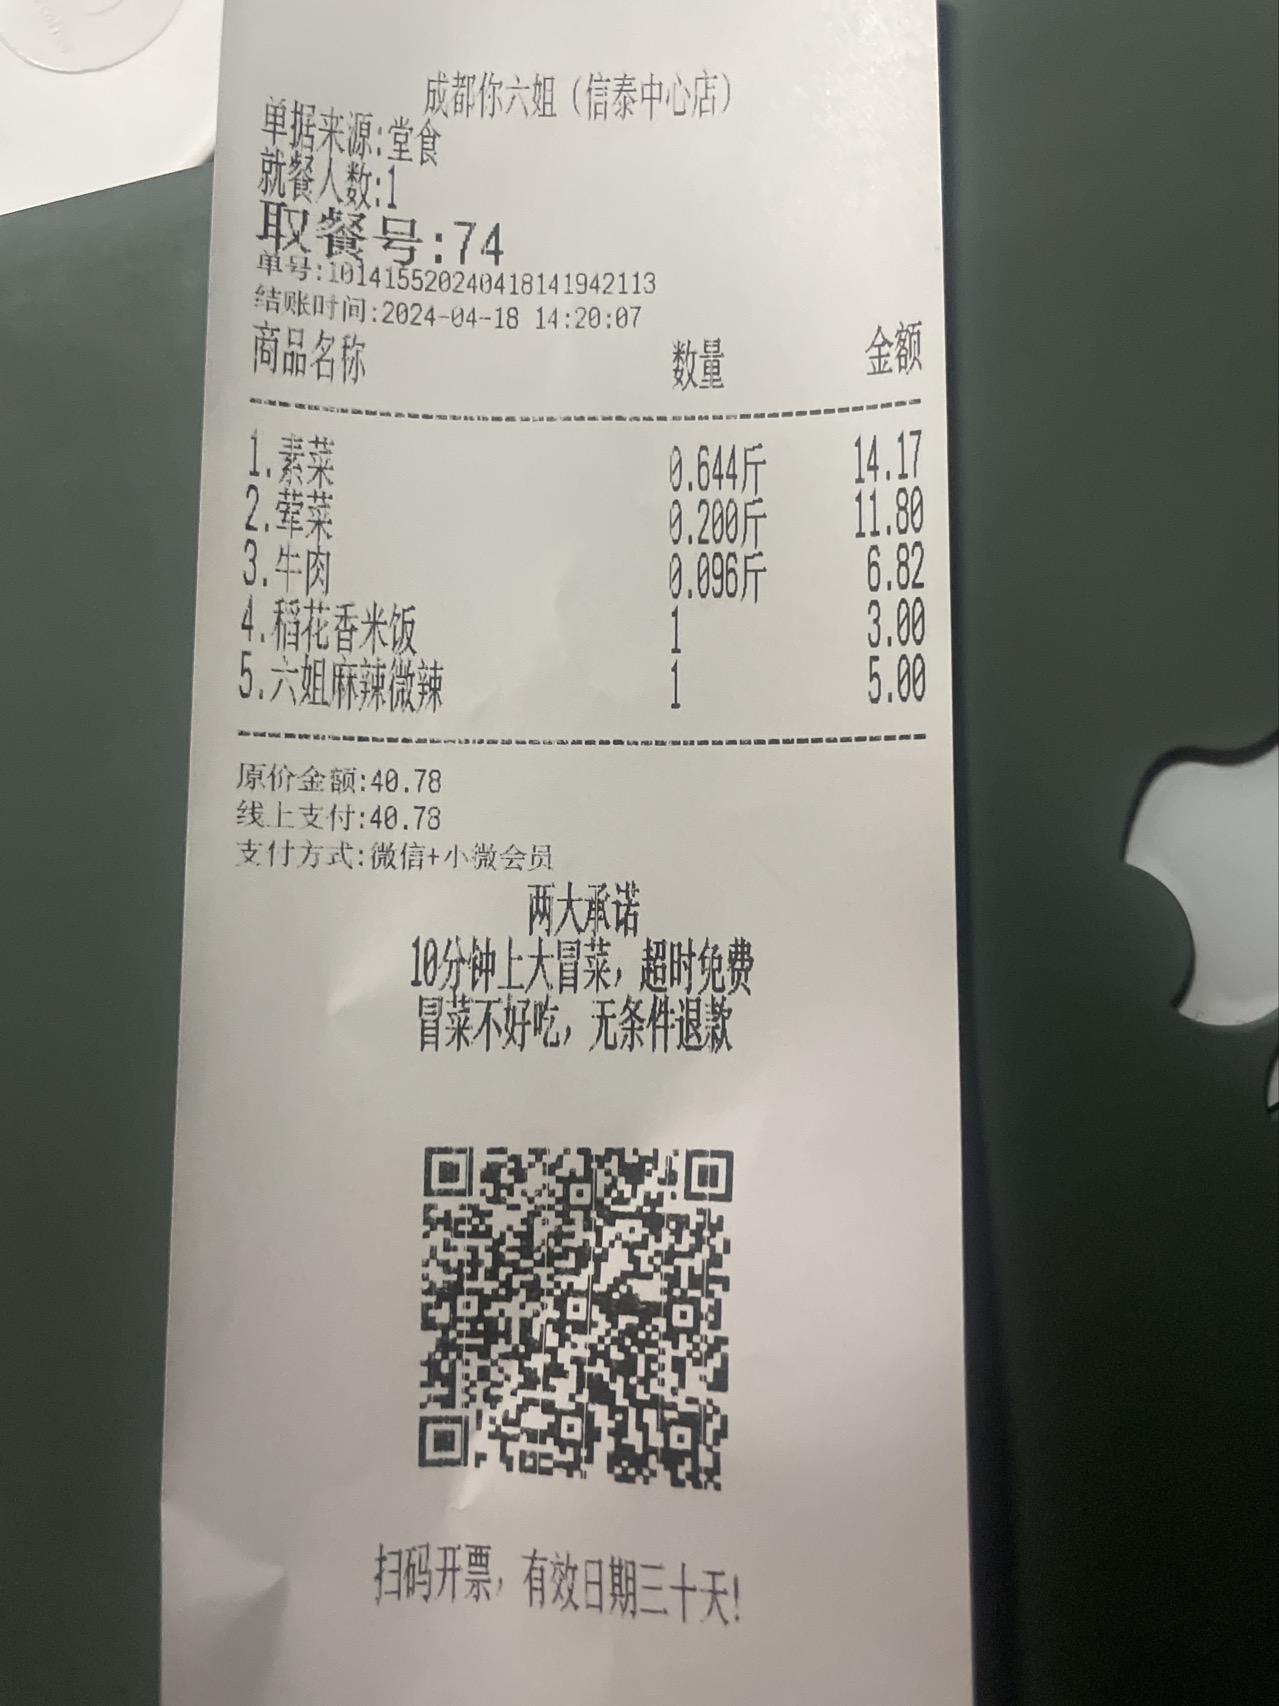 成都你六姐（信泰中心店）
单据来源:堂食
就餐人数:1
取餐号:74
单号:10141552024041814194​2113
结账时间:2024-04-18 14:20:07
商品名称 数量 金额
1.素菜 0.644斤 14.17
2.荤菜 0.200斤 11.80
3.牛肉 0.096斤 6.82
4.稻花香米饭 1 3.00
5.六姐麻辣微辣 1 5.00
原价金额:40.78
线上支付:40.78
支付方式:微信+小微会员
两大承诺
10分钟上大冒菜，超时免费
冒菜不好吃，无条件退款
扫码开票，有效日期三十天!